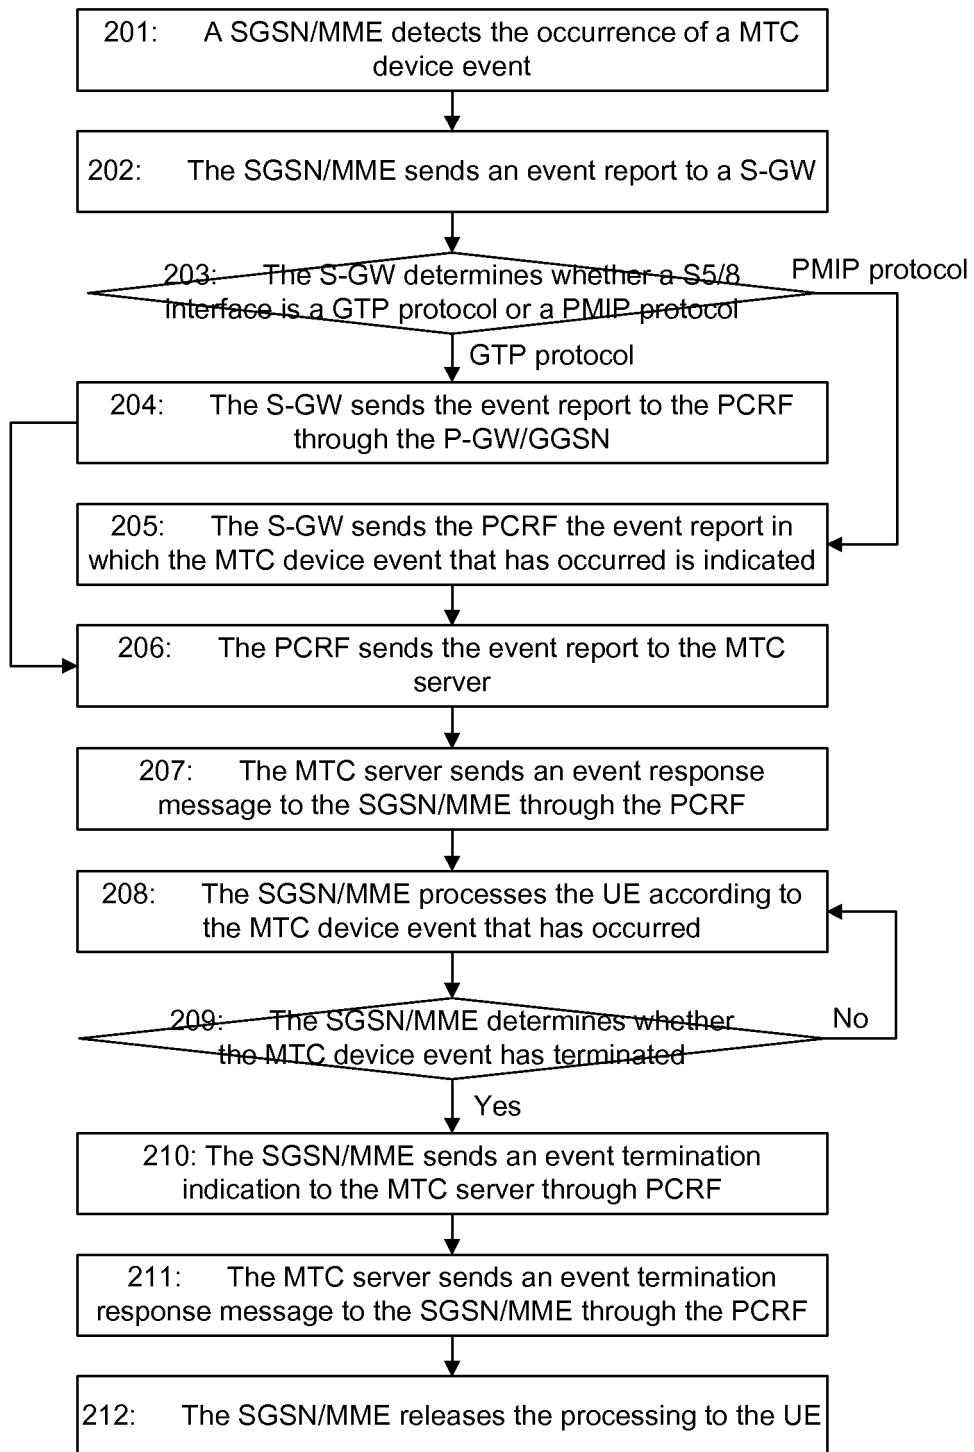 201: A SGSN/MME detects the occurrence of a MTC
device event
202: The SGSN/MME sends an event report to a S-GW
203: The S-GW determines whether a S5/8
interface is a GTP protocol or a PMIP protocol
PMIP protocol
GTP protocol
204: The S-GW sends the event report to the PCRF
through the P-GW/GGSN
205: The S-GW sends the PCRF the event report in
which the MTC device event that has occurred is indicated
206: The PCRF sends the event report to the MTC
server
207: The MTC server sends an event response
message to the SGSN/MME through the PCRF
208: The SGSN/MME processes the UE according to
the MTC device event that has occurred
209: The SGSN/MME determines whether
the MTC device event has terminated
No
Yes
210: The SGSN/MME sends an event termination
indication to the MTC server through PCRF
211: The MTC server sends an event termination
response message to the SGSN/MME through the PCRF
212: The SGSN/MME releases the processing to the UE